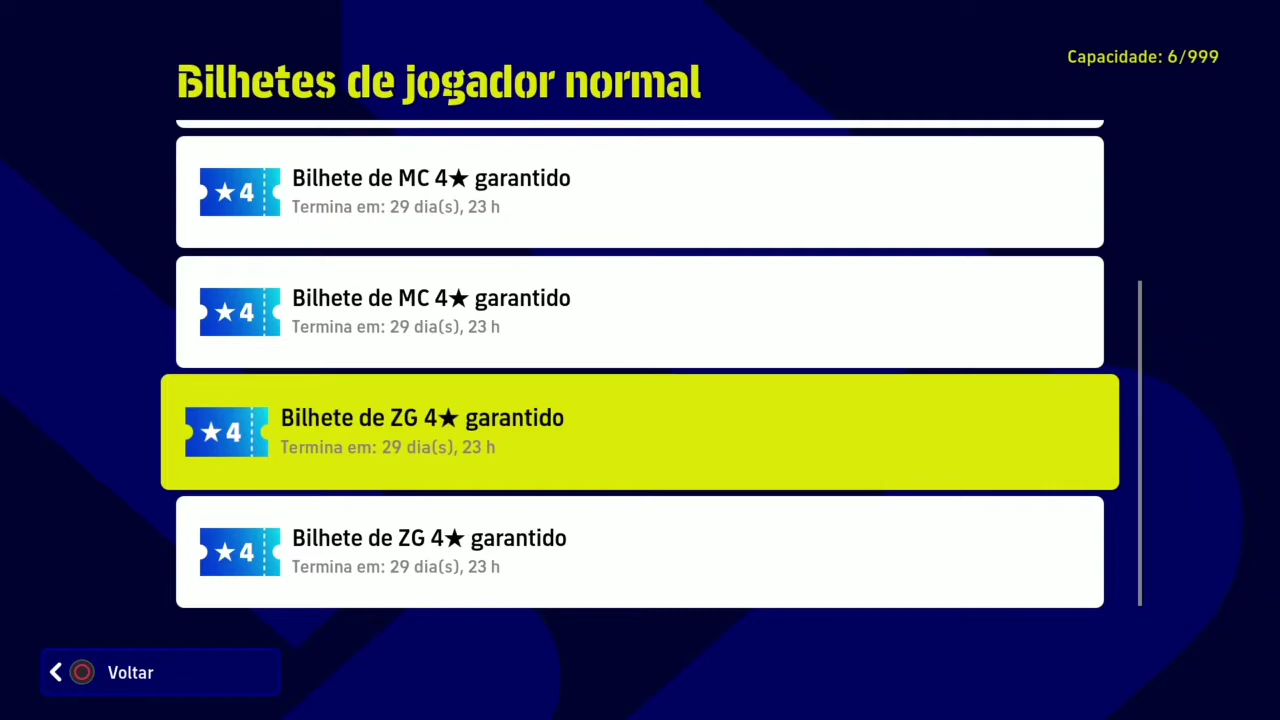 Capacidade: 6/999
Bilhetes de jogador normal
★4
Bilhete de MC 4★ garantido
Termina em: 29 dia(s), 23 h
★4
Bilhete de MC 4★ garantido
Termina em: 29 dia(s), 23 h
★4
Bilhete de ZG 4★ garantido
Termina em: 29 dia(s), 23 h
★4
Bilhete de ZG 4★ garantido
Termina em: 29 dia(s), 23 h
Voltar